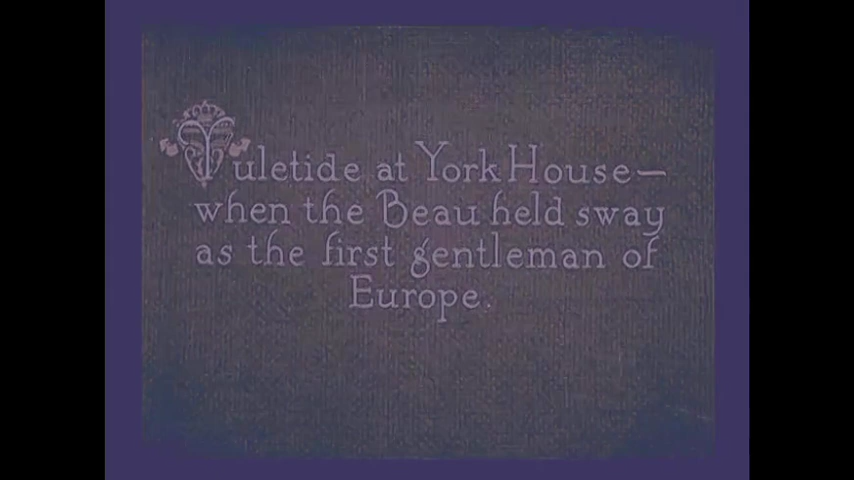 Yuletide at York House—
when the Beau held sway
as the first gentleman of
Europe.